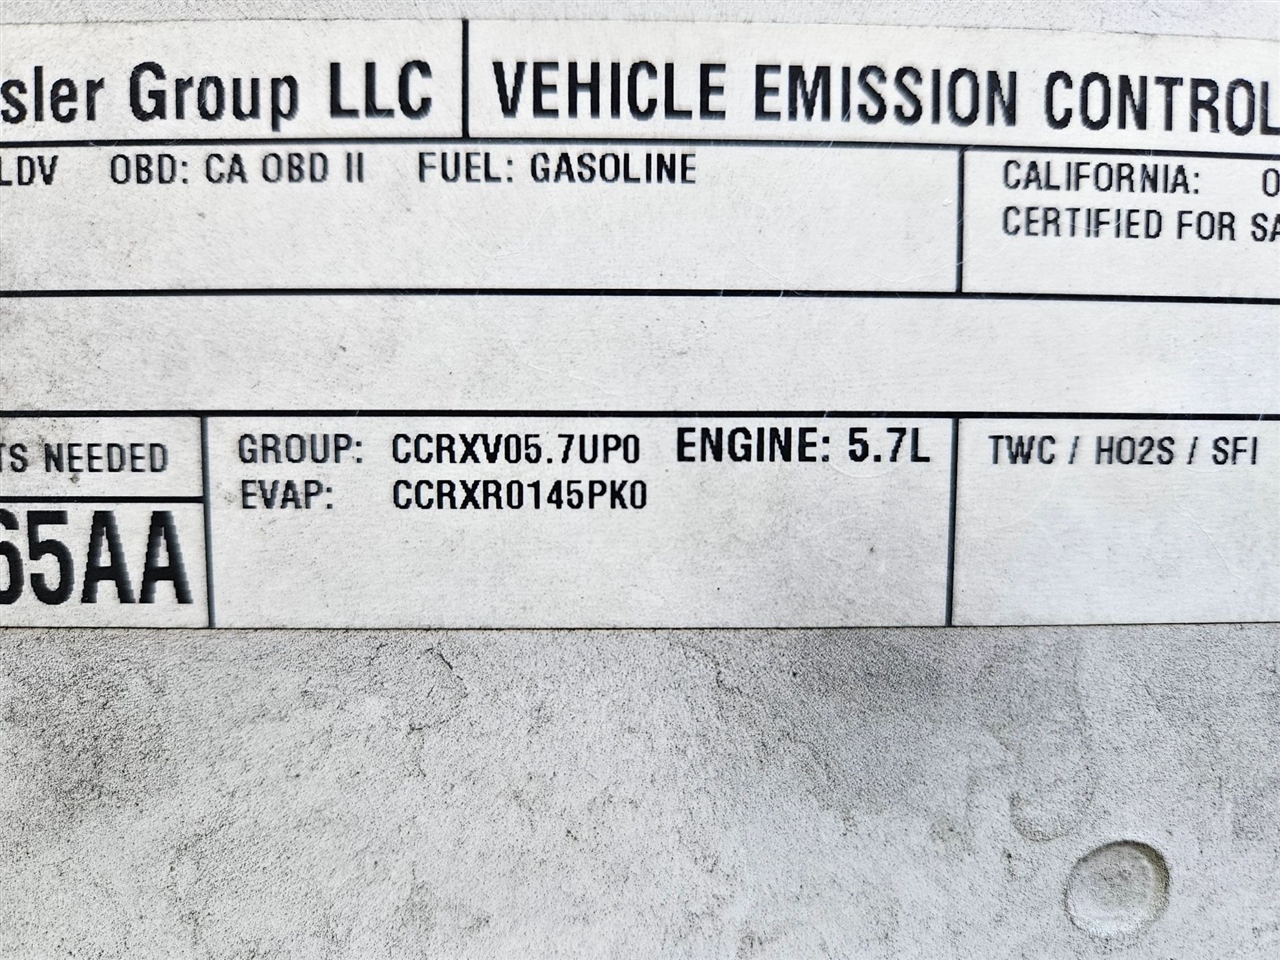 sler Group LLC VEHICLE EMISSION CONTROL
LDV OBD: CA OBD II FUEL: GASOLINE
CALIFORNIA: O
CERTIFIED FOR SA
TS NEEDED
65AA
GROUP: CCRXV05.7UP0 ENGINE: 5.7L
EVAP: CCRXR0145PK0
TWC / HO2S / SFI